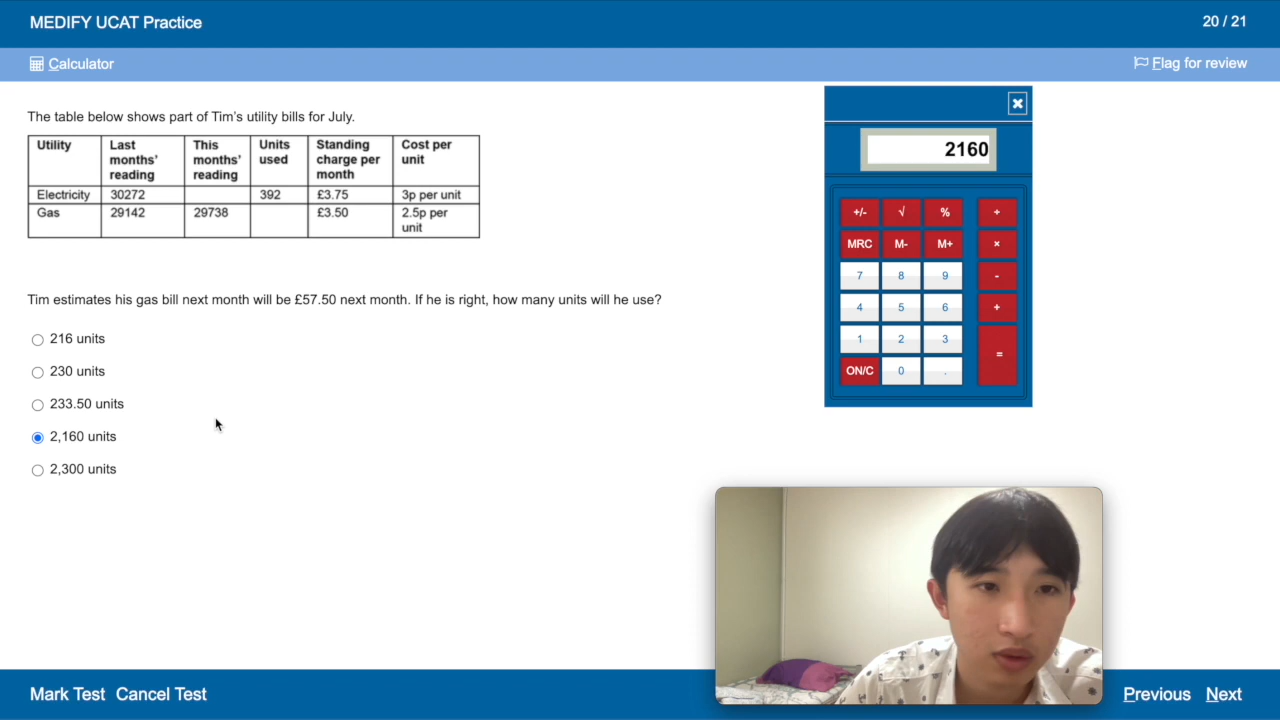 MEDIFY UCAT Practice
20 / 21
Calculator
Flag for review
The table below shows part of Tim's utility bills for July.
Utility Last months' reading This months' reading Units used Standing charge per month Cost per unit
Electricity 30272 392 £3.75 3p per unit
Gas 29142 29738 £3.50 2.5p per unit
Tim estimates his gas bill next month will be £57.50 next month. If he is right, how many units will he use?
216 units
230 units
233.50 units
2,160 units
2,300 units
2160
+/- √ % ÷
MRC M- M+ ×
7 8 9 -
4 5 6 +
1 2 3 =
ON/C 0 .
Mark Test Cancel Test
Previous Next